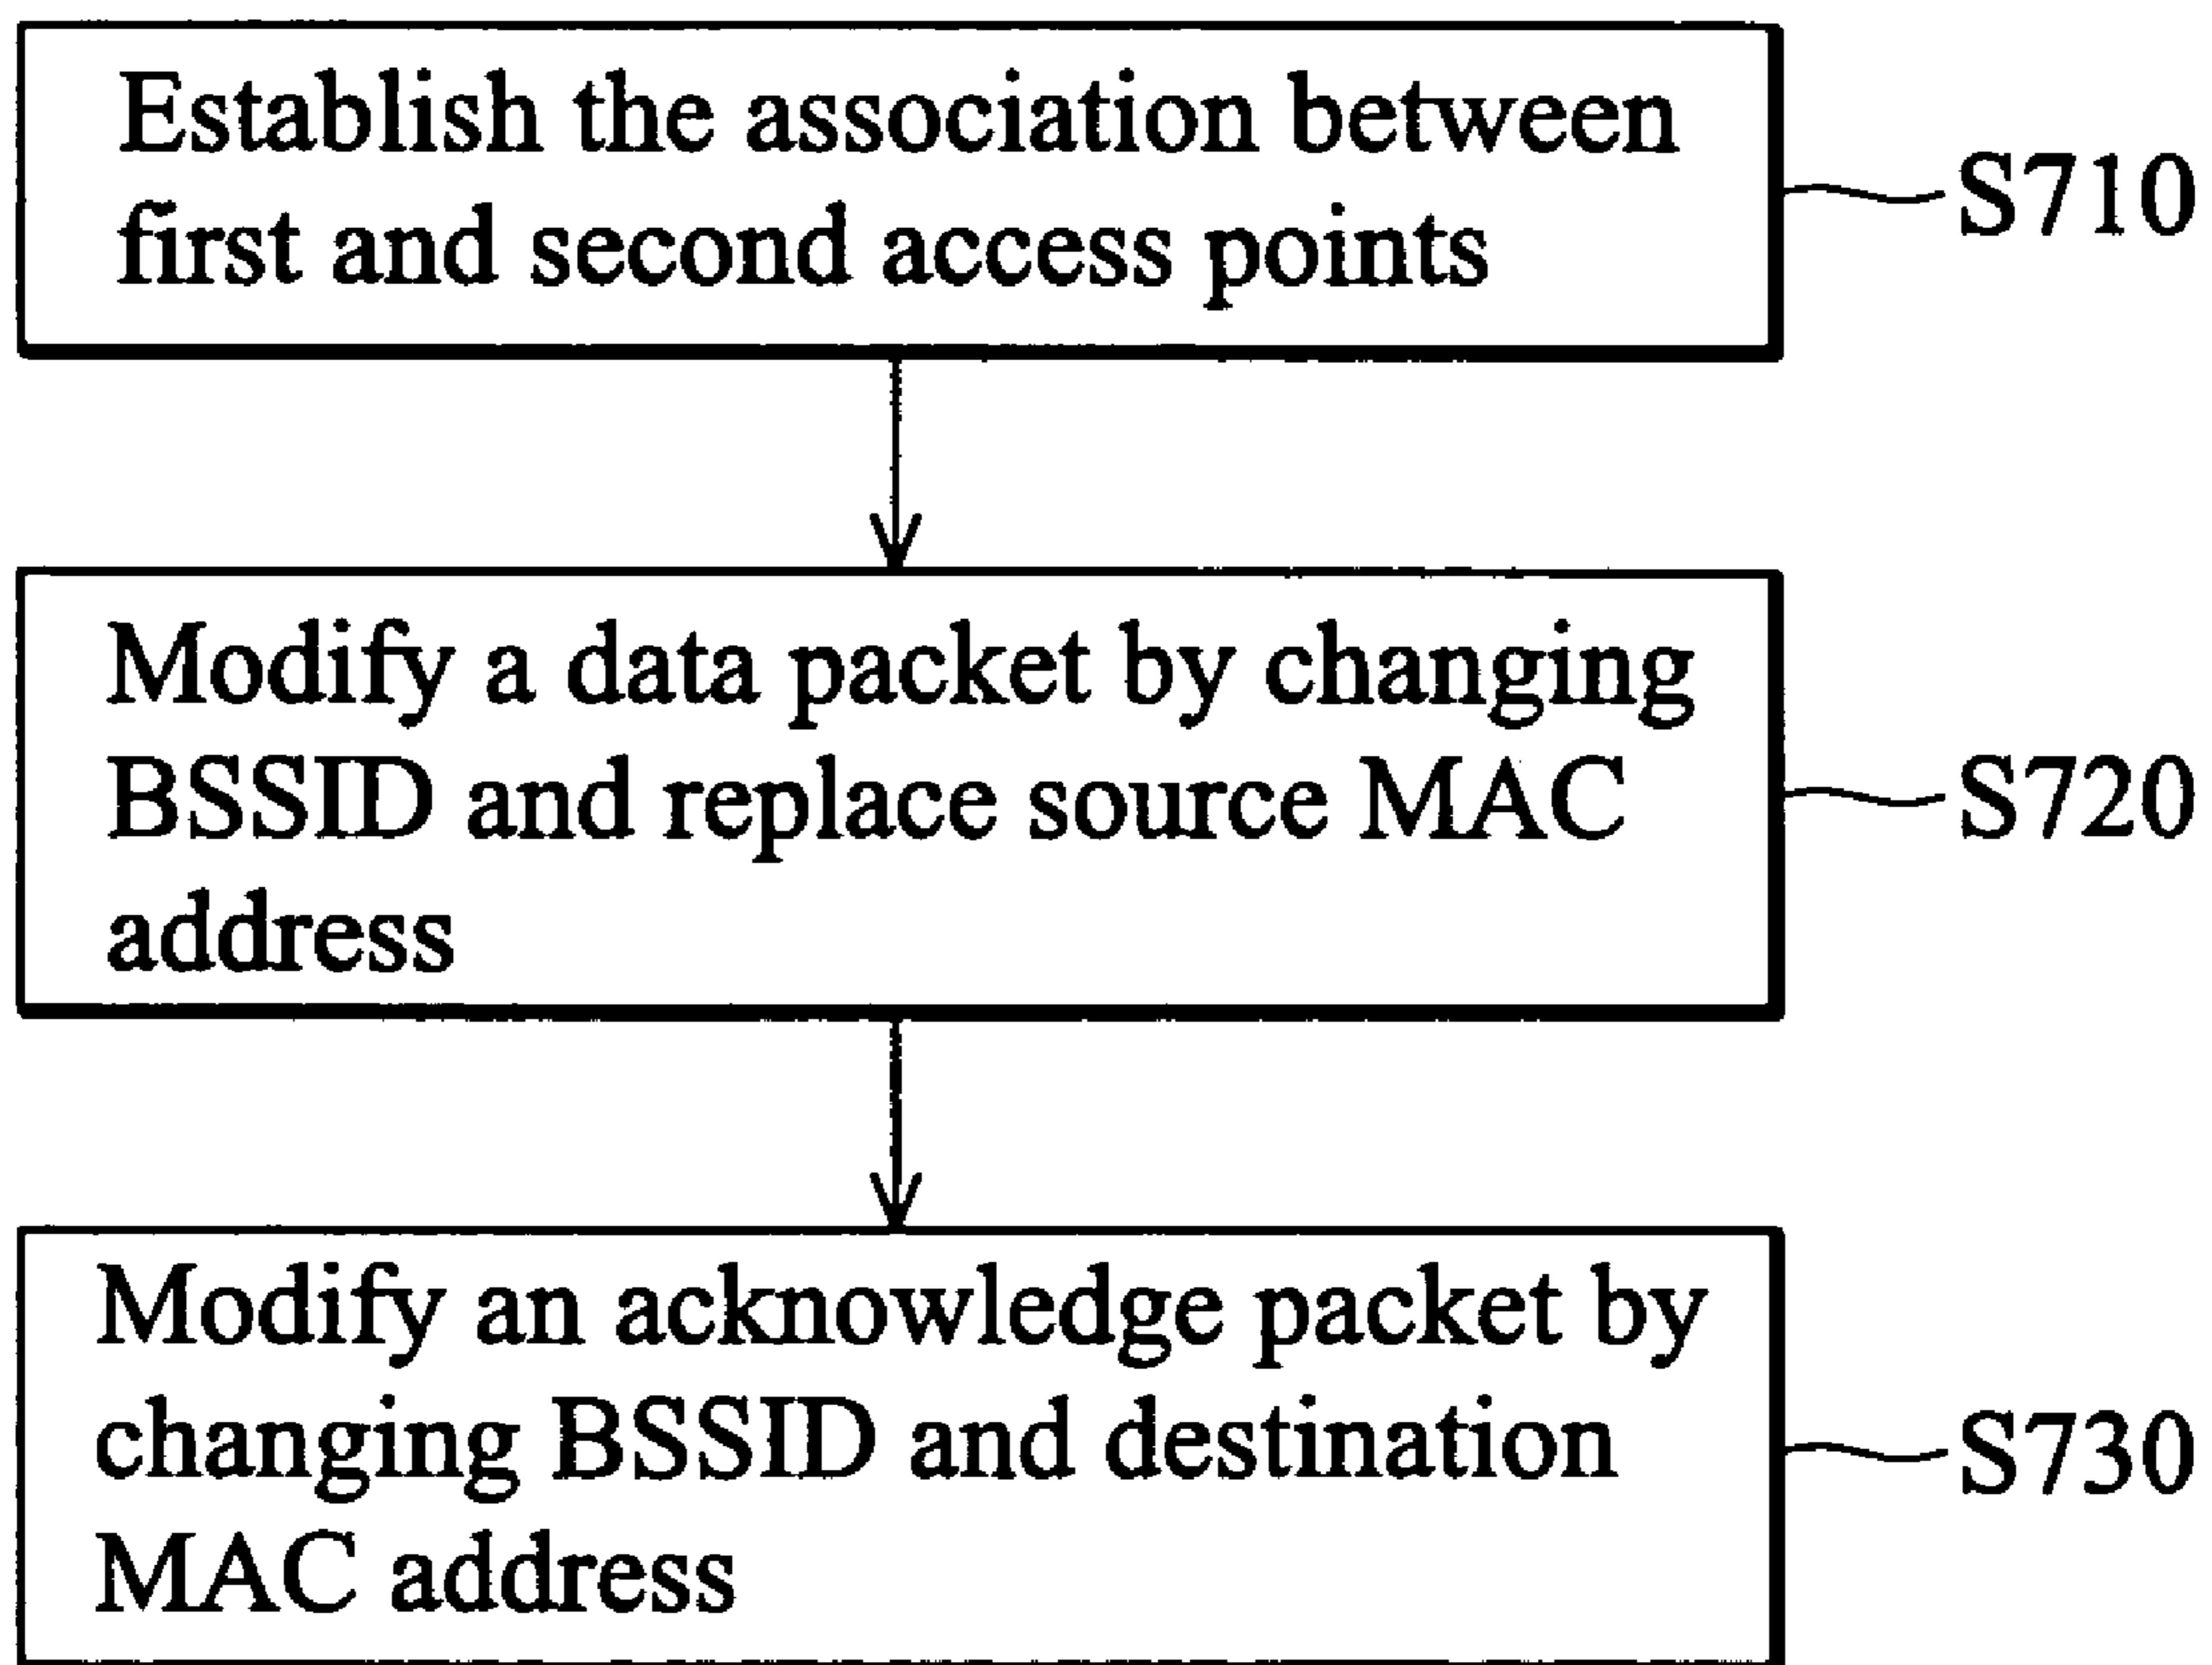 Establish the association between
first and second access points
S710
Modify a data packet by changing
BSSID and replace source MAC
address
S720
Modify an acknowledge packet by
changing BSSID and destination
MAC address
S730